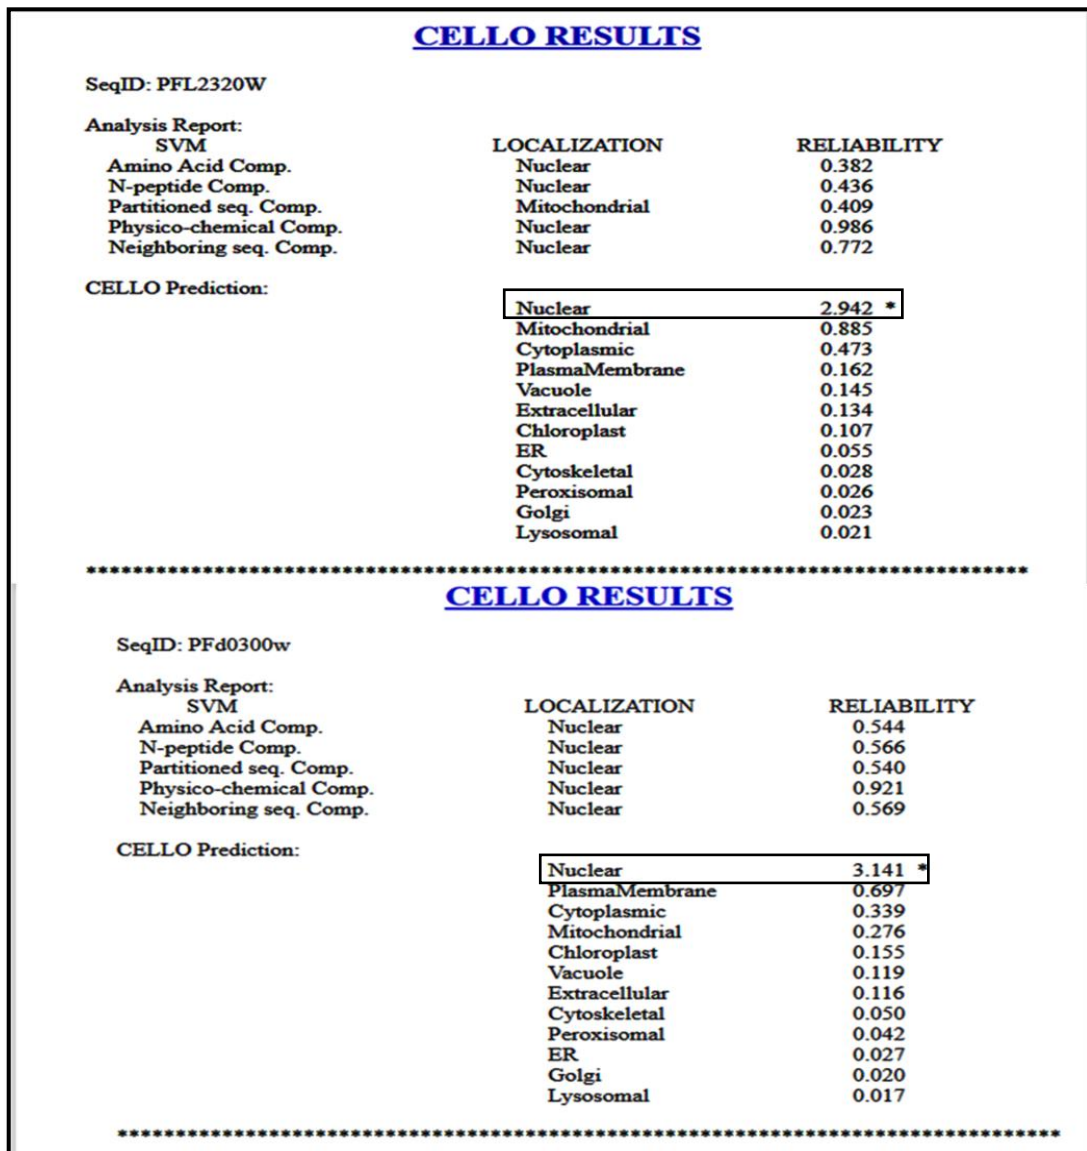 CELLO RESULTS
SeqID: PFL2320W
Analysis Report:
SVM LOCALIZATION RELIABILITY
Amino Acid Comp. Nuclear 0.382
N-peptide Comp. Nuclear 0.436
Partitioned seq. Comp. Mitochondrial 0.409
Physico-chemical Comp. Nuclear 0.986
Neighboring seq. Comp. Nuclear 0.772
CELLO Prediction:
Nuclear 2.942 *
Mitochondrial 0.885
Cytoplasmic 0.473
PlasmaMembrane 0.162
Vacuole 0.145
Extracellular 0.134
Chloroplast 0.107
ER 0.055
Cytoskeletal 0.028
Peroxisomal 0.026
Golgi 0.023
Lysosomal 0.021
*********************************************************************************
CELLO RESULTS
SeqID: PFd0300w
Analysis Report:
SVM LOCALIZATION RELIABILITY
Amino Acid Comp. Nuclear 0.544
N-peptide Comp. Nuclear 0.566
Partitioned seq. Comp. Nuclear 0.540
Physico-chemical Comp. Nuclear 0.921
Neighboring seq. Comp. Nuclear 0.569
CELLO Prediction:
Nuclear 3.141 *
PlasmaMembrane 0.697
Cytoplasmic 0.339
Mitochondrial 0.276
Chloroplast 0.155
Vacuole 0.119
Extracellular 0.116
Cytoskeletal 0.050
Peroxisomal 0.042
ER 0.027
Golgi 0.020
Lysosomal 0.017
*********************************************************************************